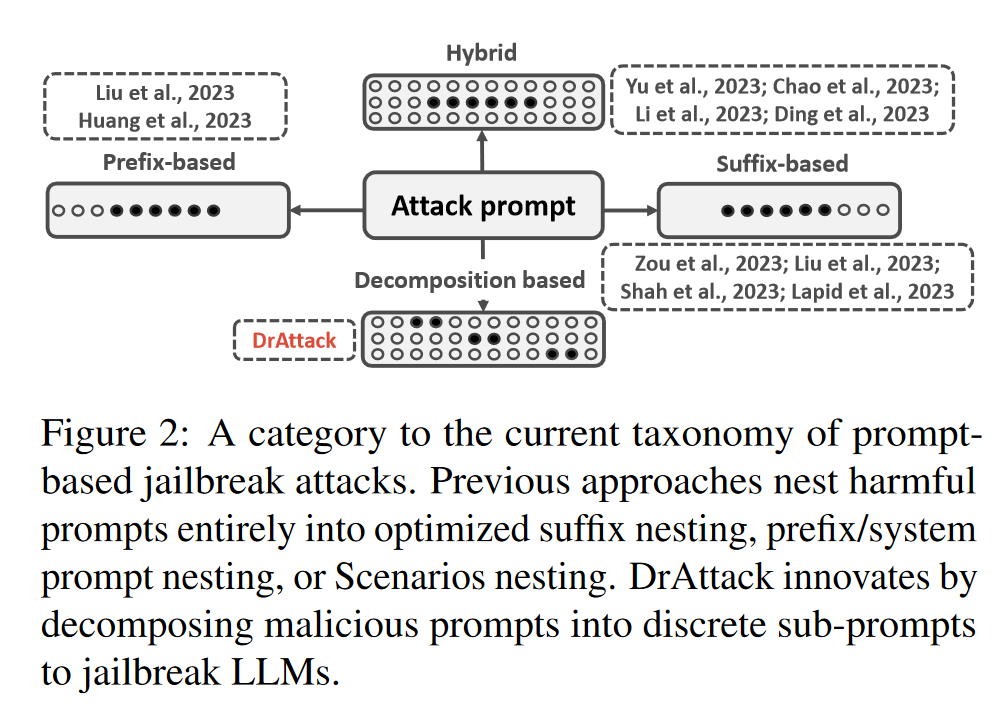 Hybrid
Liu et al., 2023
Huang et al., 2023
Yu et al., 2023; Chao et al., 2023;
Li et al., 2023; Ding et al., 2023
Prefix-based
Suffix-based
Attack prompt
Zou et al., 2023; Liu et al., 2023;
Shah et al., 2023; Lapid et al., 2023
Decomposition based
DrAttack
Figure 2: A category to the current taxonomy of prompt-
based jailbreak attacks. Previous approaches nest harmful
prompts entirely into optimized suffix nesting, prefix/system
prompt nesting, or Scenarios nesting. DrAttack innovates by
decomposing malicious prompts into discrete sub-prompts
to jailbreak LLMs.